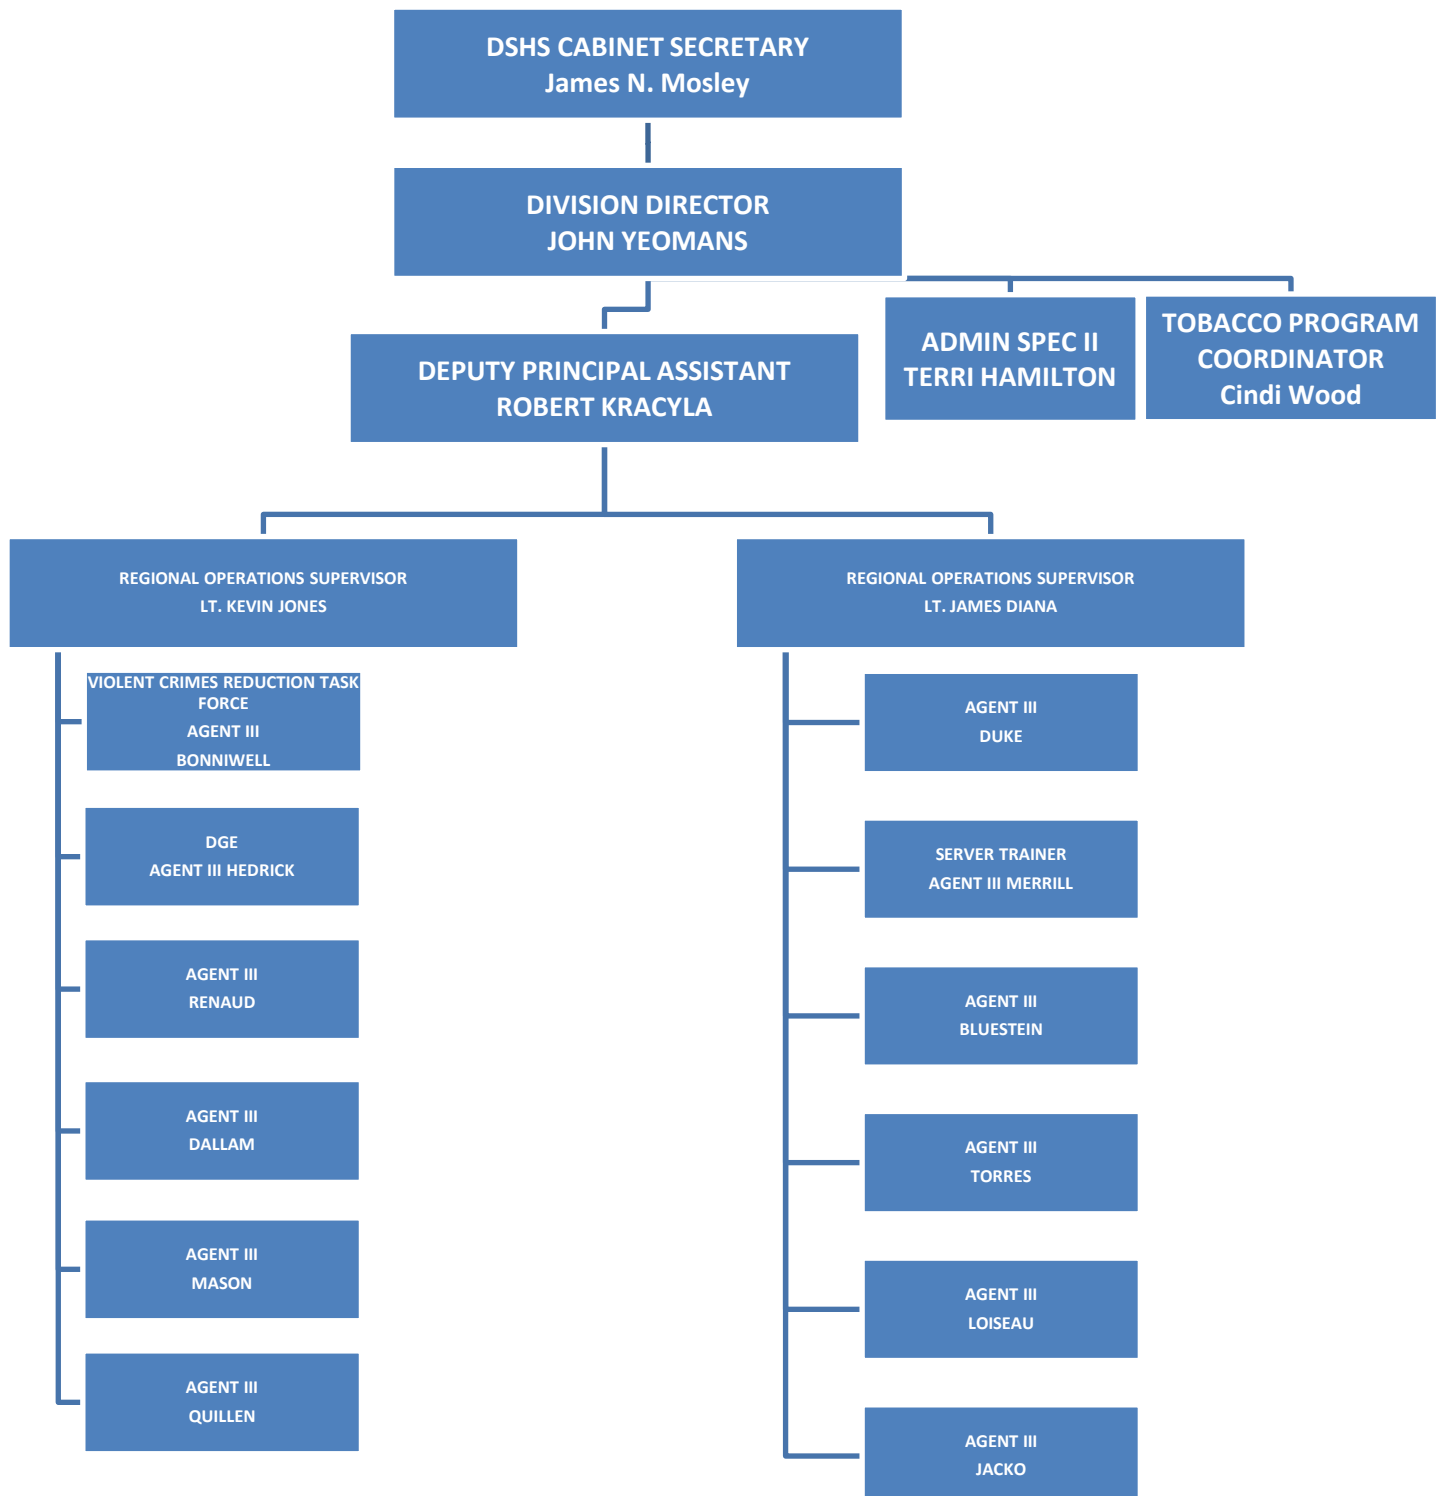 DSHS CABINET SECRETARY
James N. Mosley
DIVISION DIRECTOR
JOHN YEOMANS
DEPUTY PRINCIPAL ASSISTANT
ROBERT KRACYLA
ADMIN SPEC II
TERRI HAMILTON
TOBACCO PROGRAM
COORDINATOR
Cindi Wood
REGIONAL OPERATIONS SUPERVISOR
LT. KEVIN JONES
VIOLENT CRIMES REDUCTION TASK
FORCE
AGENT III
BONNIWELL
DGE
AGENT III HEDRICK
AGENT III
RENAUD
AGENT III
DALLAM
AGENT III
MASON
AGENT III
QUILLEN
REGIONAL OPERATIONS SUPERVISOR
LT. JAMES DIANA
AGENT III
DUKE
SERVER TRAINER
AGENT III MERRILL
AGENT III
BLUESTEIN
AGENT III
TORRES
AGENT III
LOISEAU
AGENT III
JACKO